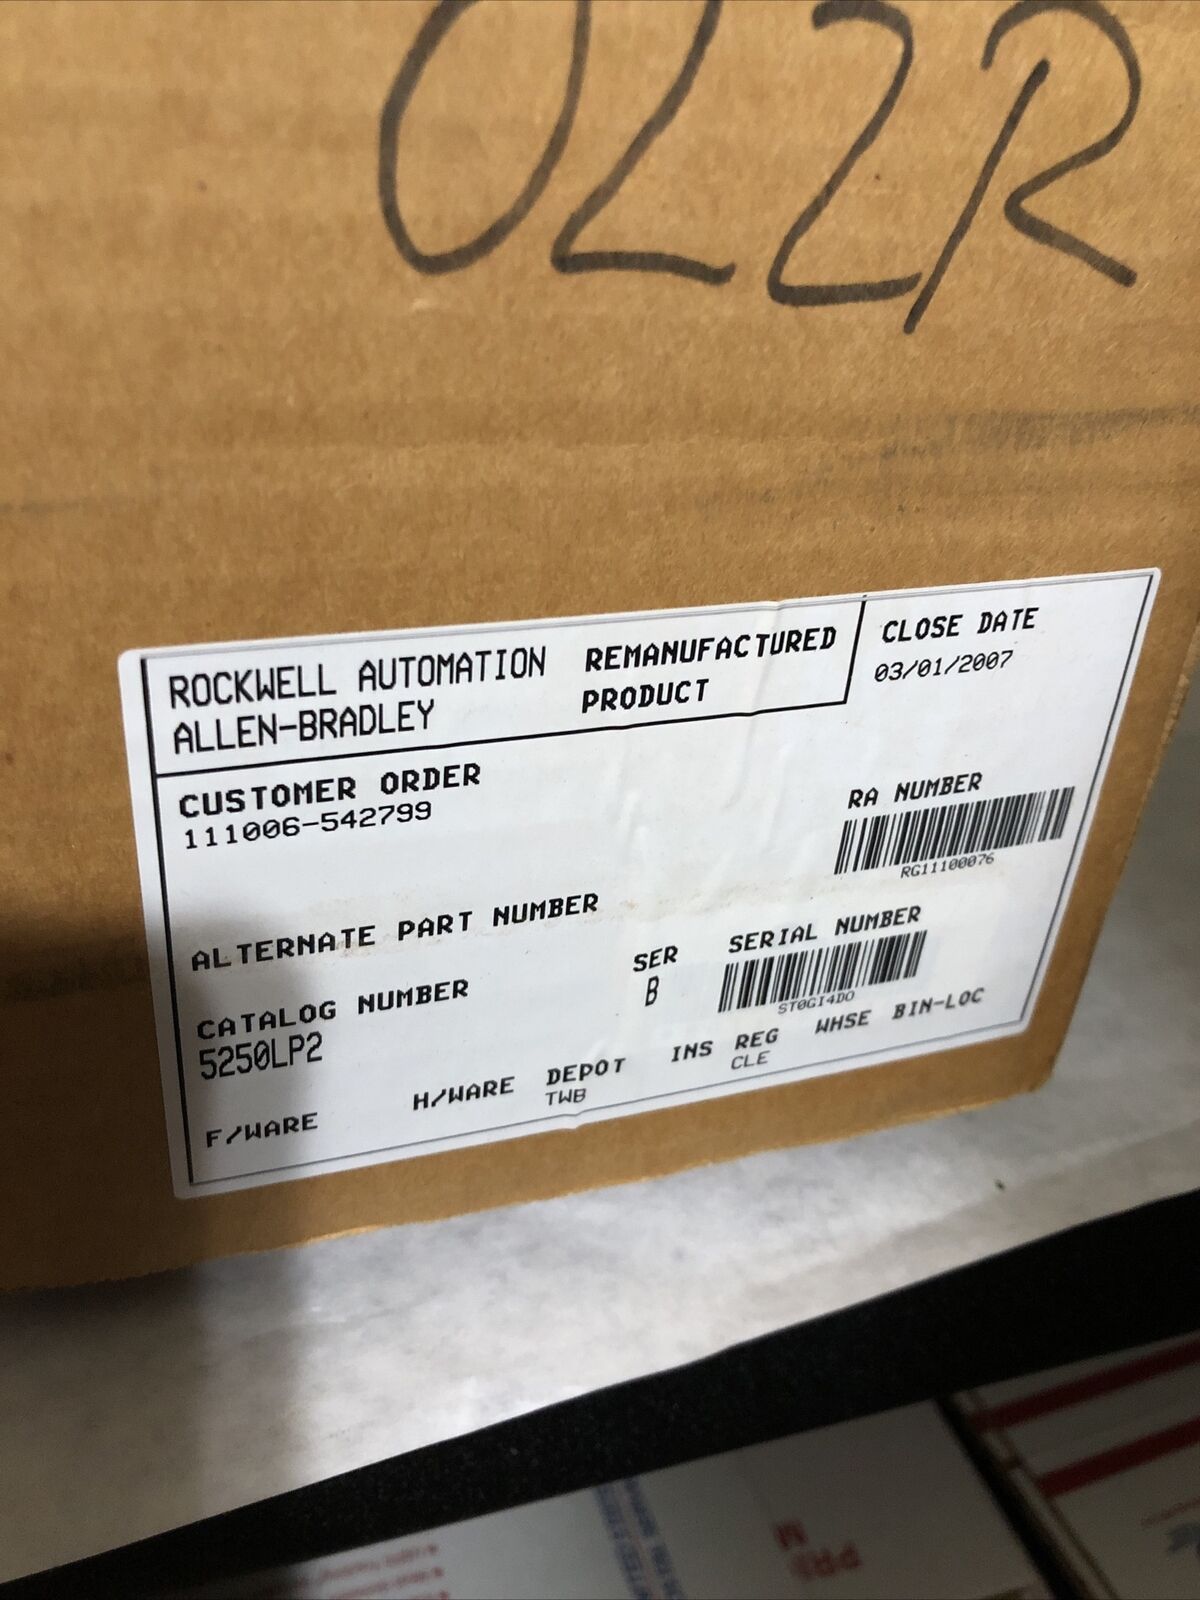 022R
ROCKWELL AUTOMATION
ALLEN-BRADLEY
REMANUFACTURED
PRODUCT
CLOSE DATE
03/01/2007
CUSTOMER ORDER
111006-542799
RA NUMBER
RG11100076
ALTERNATE PART NUMBER
CATALOG NUMBER
5250LP2
SER
B
SERIAL NUMBER
ST0GI4DO
F/WARE
H/WARE
DEPOT
TWB
INS
REG
CLE
WHSE
BIN-LOC